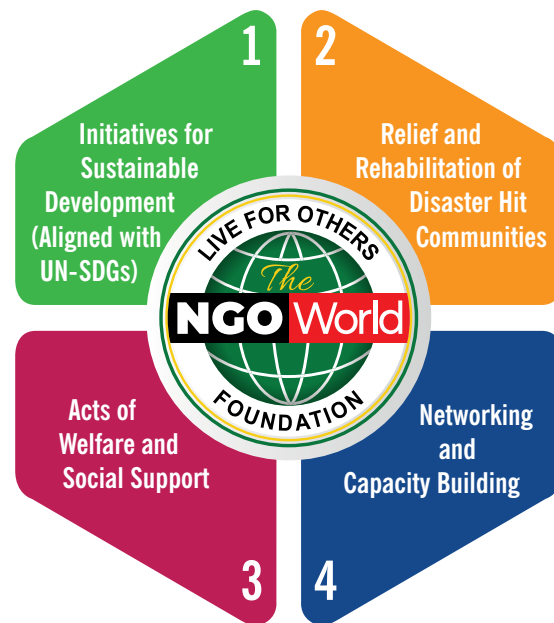 1
Initiatives for
Sustainable
Development
(Aligned with
UN-SDGs)
2
Relief and
Rehabilitation of
Disaster Hit
Communities
LIVE FOR OTHERS
The
NGO World
FOUNDATION
Acts of
Welfare and
Social Support
3
Networking
and
Capacity Building
4